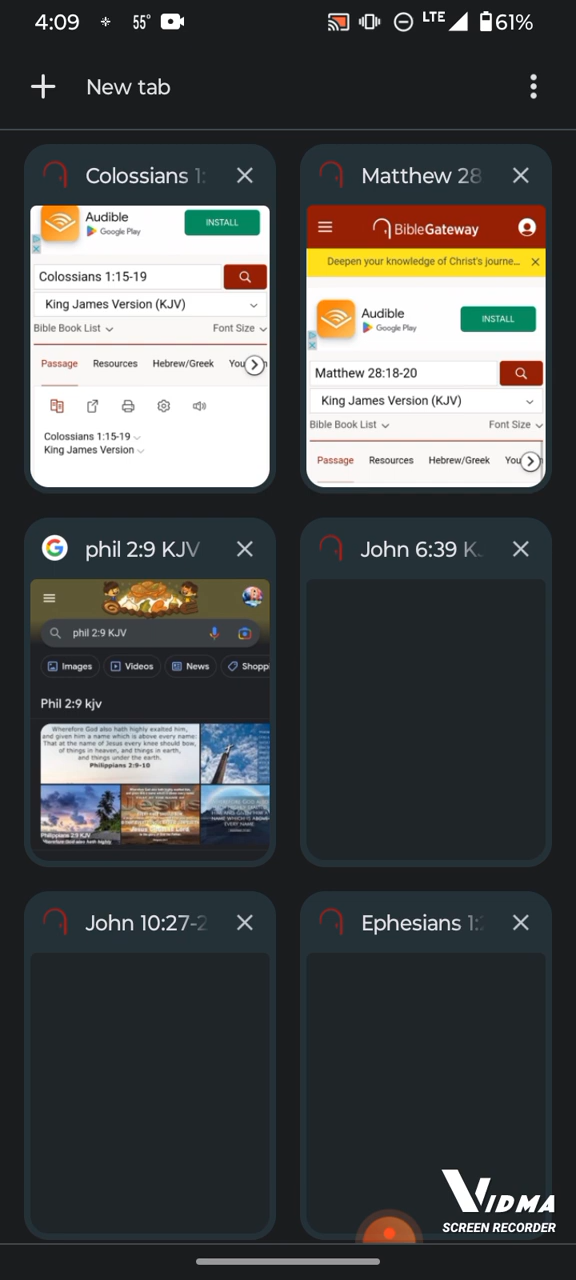 4:09 55° LTE 61%
New tab
Colossians 1:
Audible
Google Play
INSTALL
Colossians 1:15-19
King James Version (KJV)
Bible Book List
Font Size
Passage Resources Hebrew/Greek You
Colossians 1:15-19
King James Version
Matthew 28
BibleGateway
Deepen your knowledge of Christ's journe...
Audible
Google Play
INSTALL
Matthew 28:18-20
King James Version (KJV)
Bible Book List
Font Size
Passage Resources Hebrew/Greek You
phil 2:9 KJV
phil 2:9 KJV
Images Videos News Shopp
Phil 2:9 kjv
Wherefore God also hath highly exalted him,
and given him a name which is above every name:
That at the name of Jesus every knee should bow,
of things in heaven, and things in earth,
and things under the earth.
Philippians 2:9-10
Philippians 2:9 KJV
John 6:39 K
John 10:27-2
Ephesians 1:
VIDMA
SCREEN RECORDER